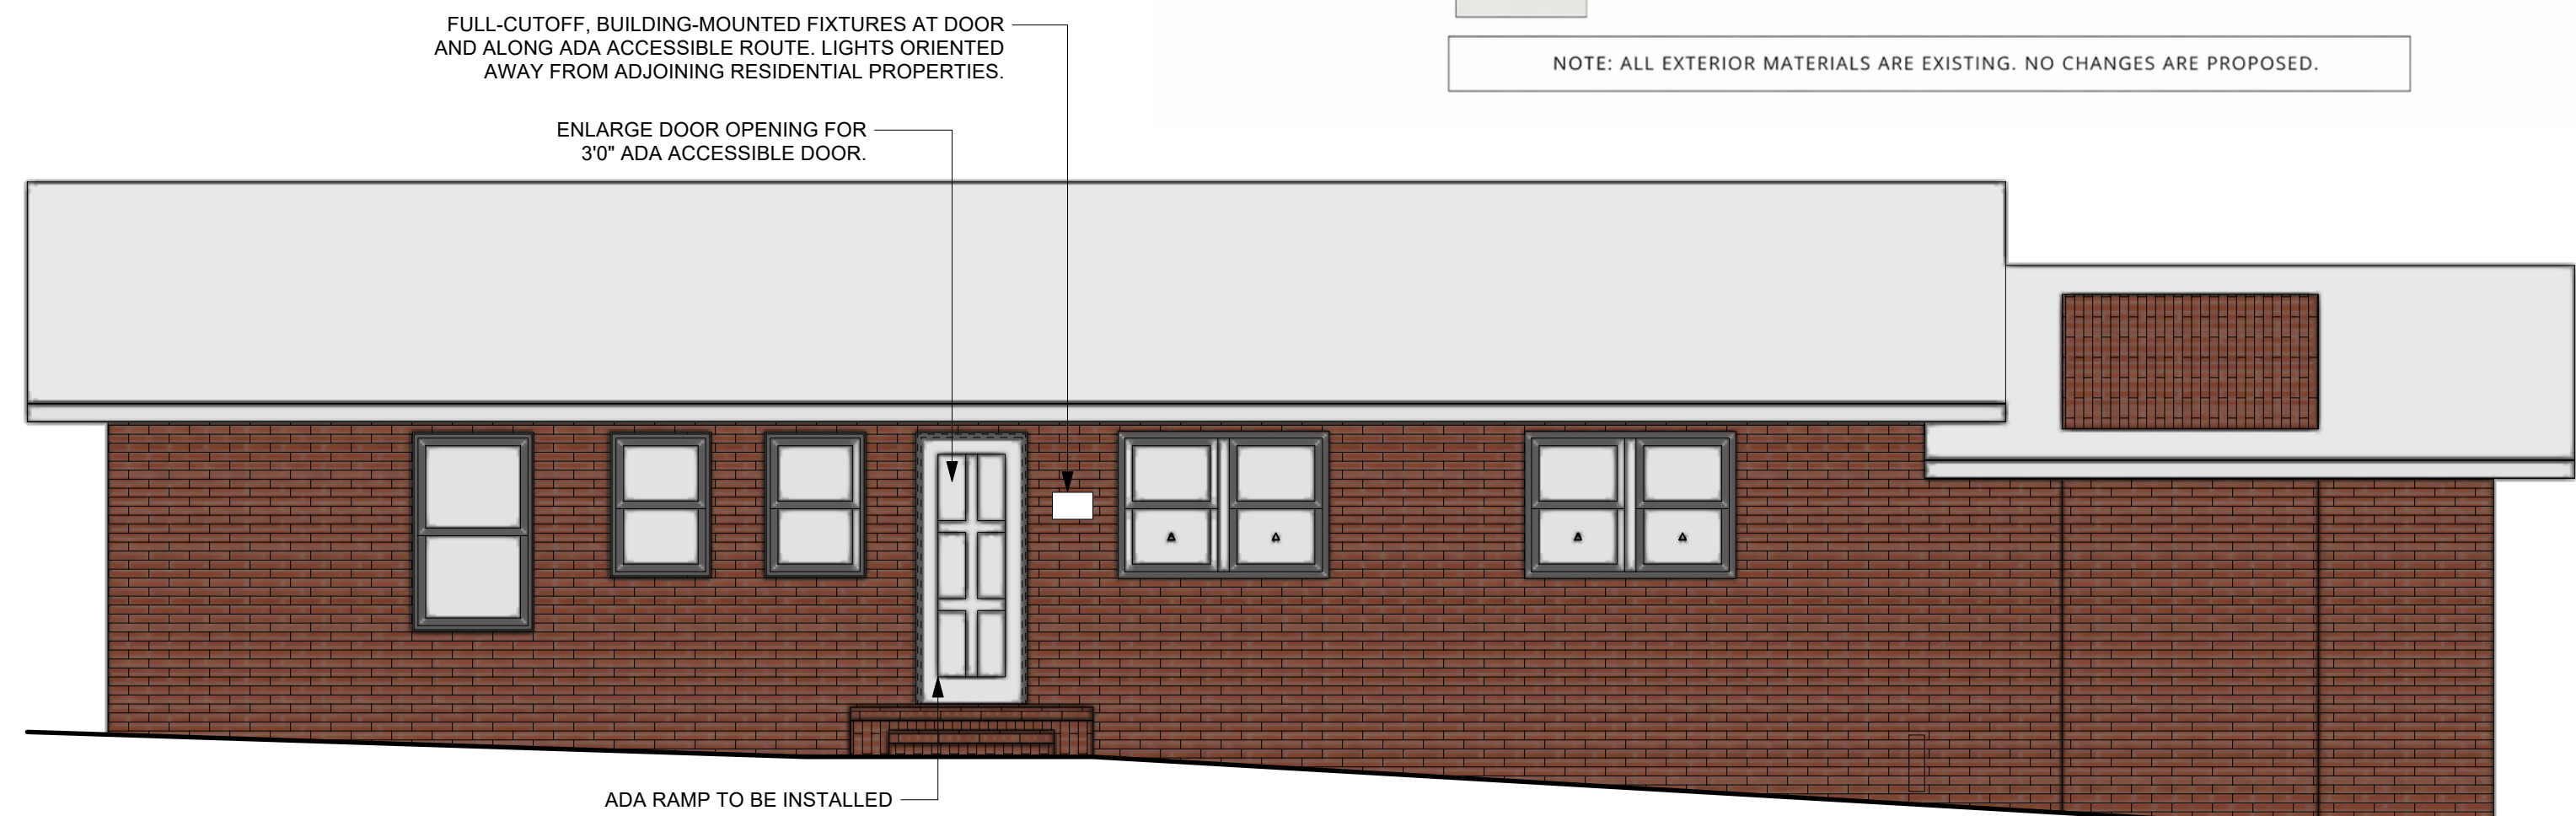 FULL-CUTOFF, BUILDING-MOUNTED FIXTURES AT DOOR
AND ALONG ADA ACCESSIBLE ROUTE. LIGHTS ORIENTED
AWAY FROM ADJOINING RESIDENTIAL PROPERTIES.
NOTE: ALL EXTERIOR MATERIALS ARE EXISTING. NO CHANGES ARE PROPOSED.
ENLARGE DOOR OPENING FOR
3'0" ADA ACCESSIBLE DOOR.
ADA RAMP TO BE INSTALLED